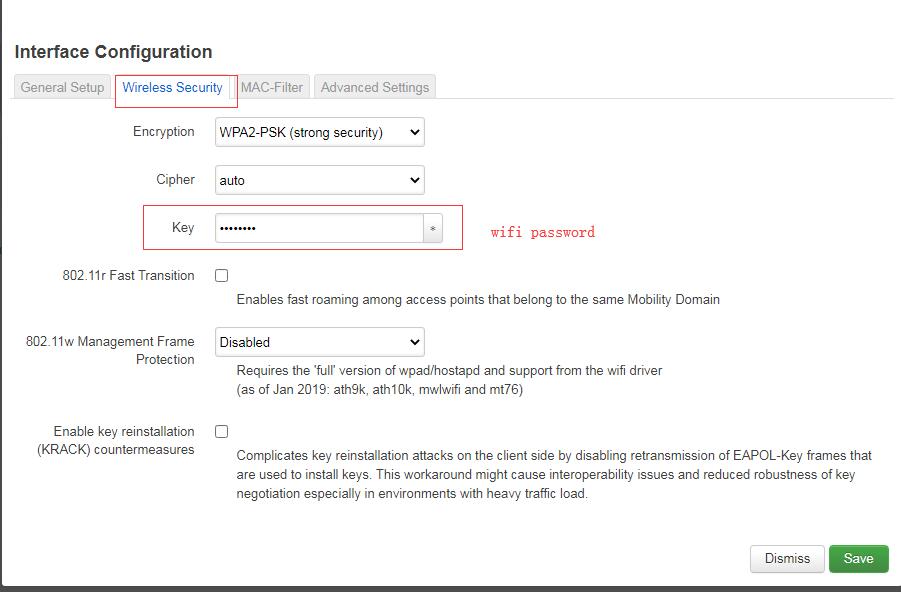 Interface Configuration
General Setup
Wireless Security
MAC-Filter
Advanced Settings
Encryption
WPA2-PSK (strong security)
Cipher
auto
Key
••••••••
*
wifi password
802.11r Fast Transition
Enables fast roaming among access points that belong to the same Mobility Domain
802.11w Management Frame
Protection
Disabled
Requires the 'full' version of wpad/hostapd and support from the wifi driver
(as of Jan 2019: ath9k, ath10k, mwlwifi and mt76)
Enable key reinstallation
(KRACK) countermeasures
Complicates key reinstallation attacks on the client side by disabling retransmission of EAPOL-Key frames that
are used to install keys. This workaround might cause interoperability issues and reduced robustness of key
negotiation especially in environments with heavy traffic load.
Dismiss
Save